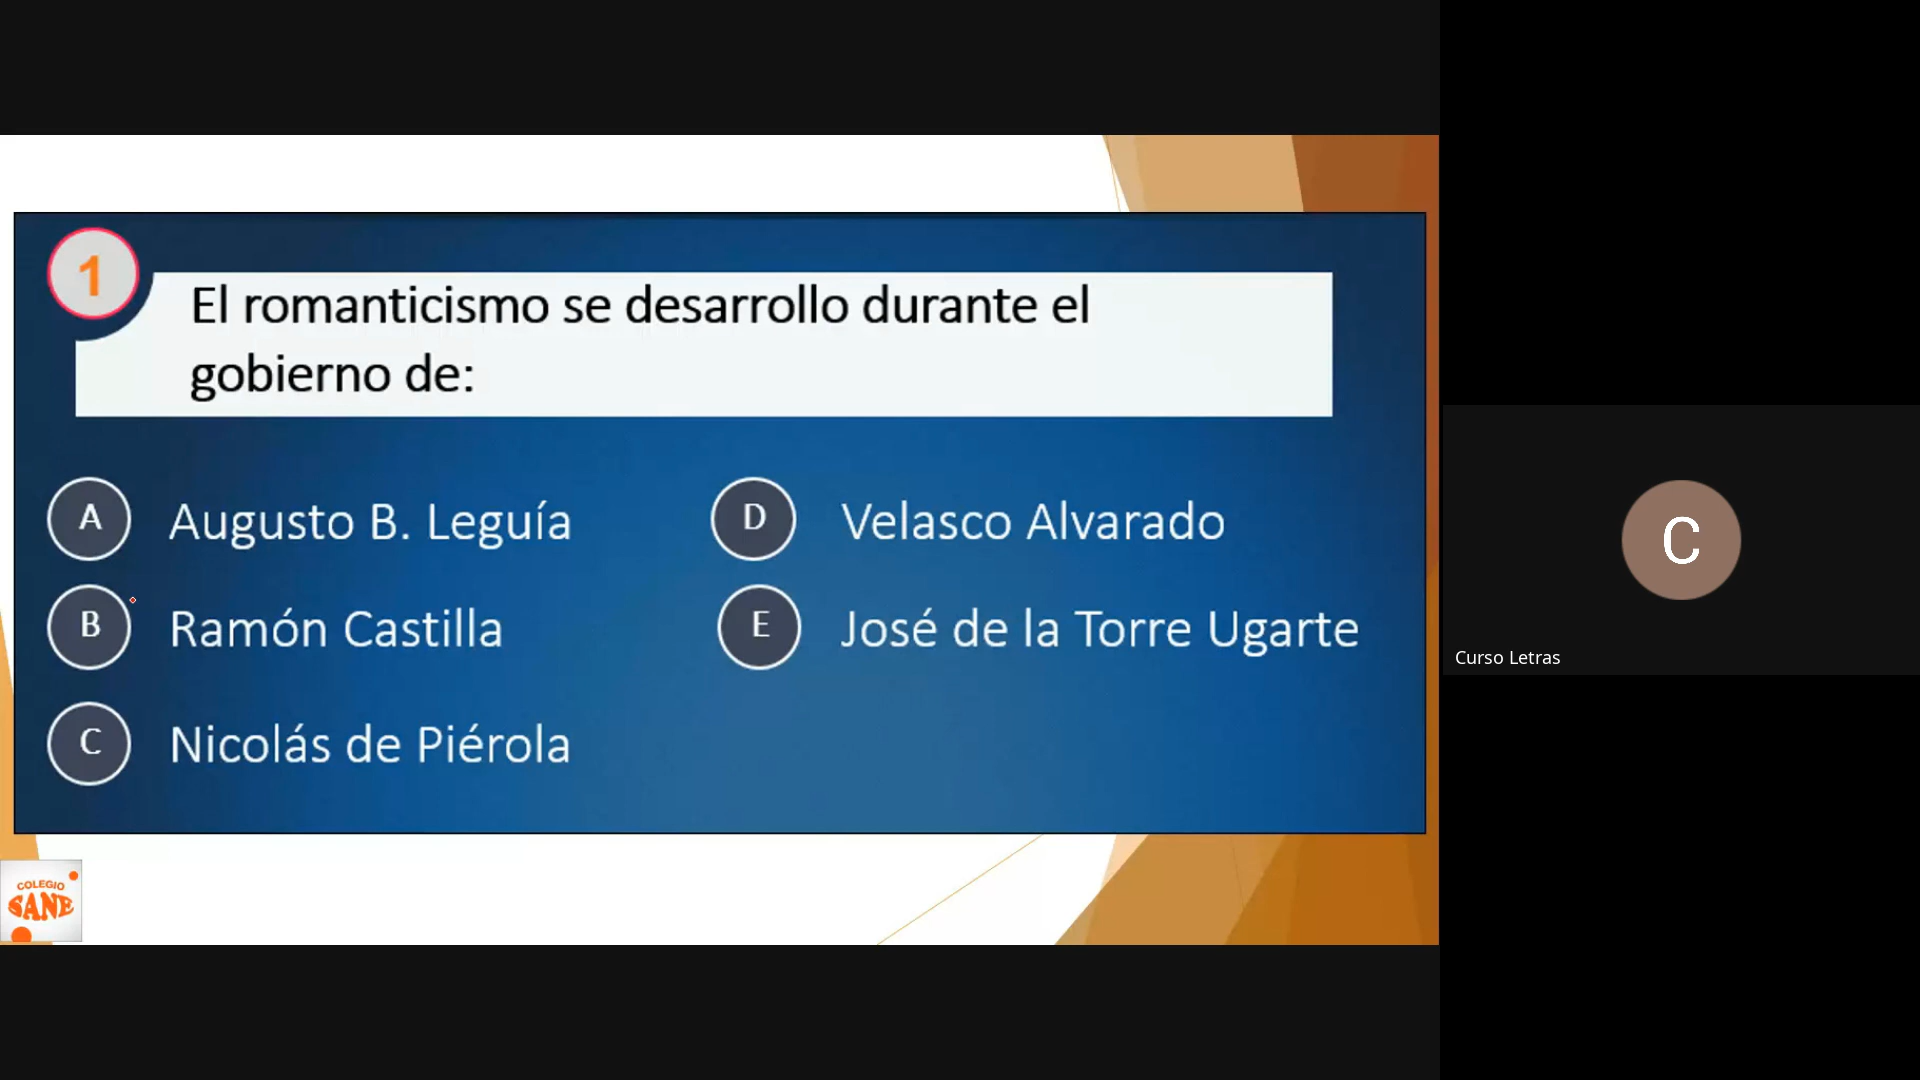 1
El romanticismo se desarrollo durante el
gobierno de:
A Augusto B. Leguía
B Ramón Castilla
C Nicolás de Piérola
D Velasco Alvarado
E José de la Torre Ugarte
COLEGIO
SANE
C
Curso Letras